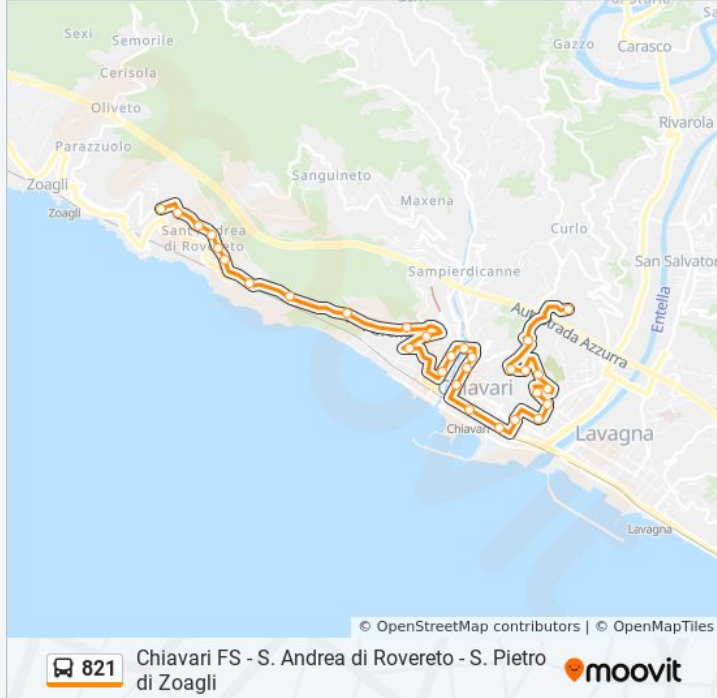 Sexi
Semorile
Cerisola
Oliveto
Parazzuolo
Zoagli
Zoagli
Sant'Andrea
di Rovereto
Sanguineto
Maxena
Sampierdicanne
Gazzo
Carasco
Rivarola
Curlo
San Salvator
Entella
Autostrada Azzurra
Chiavari
Chiavari
Lavagna
Lavagna
© OpenStreetMap contributors | © OpenMapTiles
821
Chiavari FS - S. Andrea di Rovereto - S. Pietro
di Zoagli
moovit